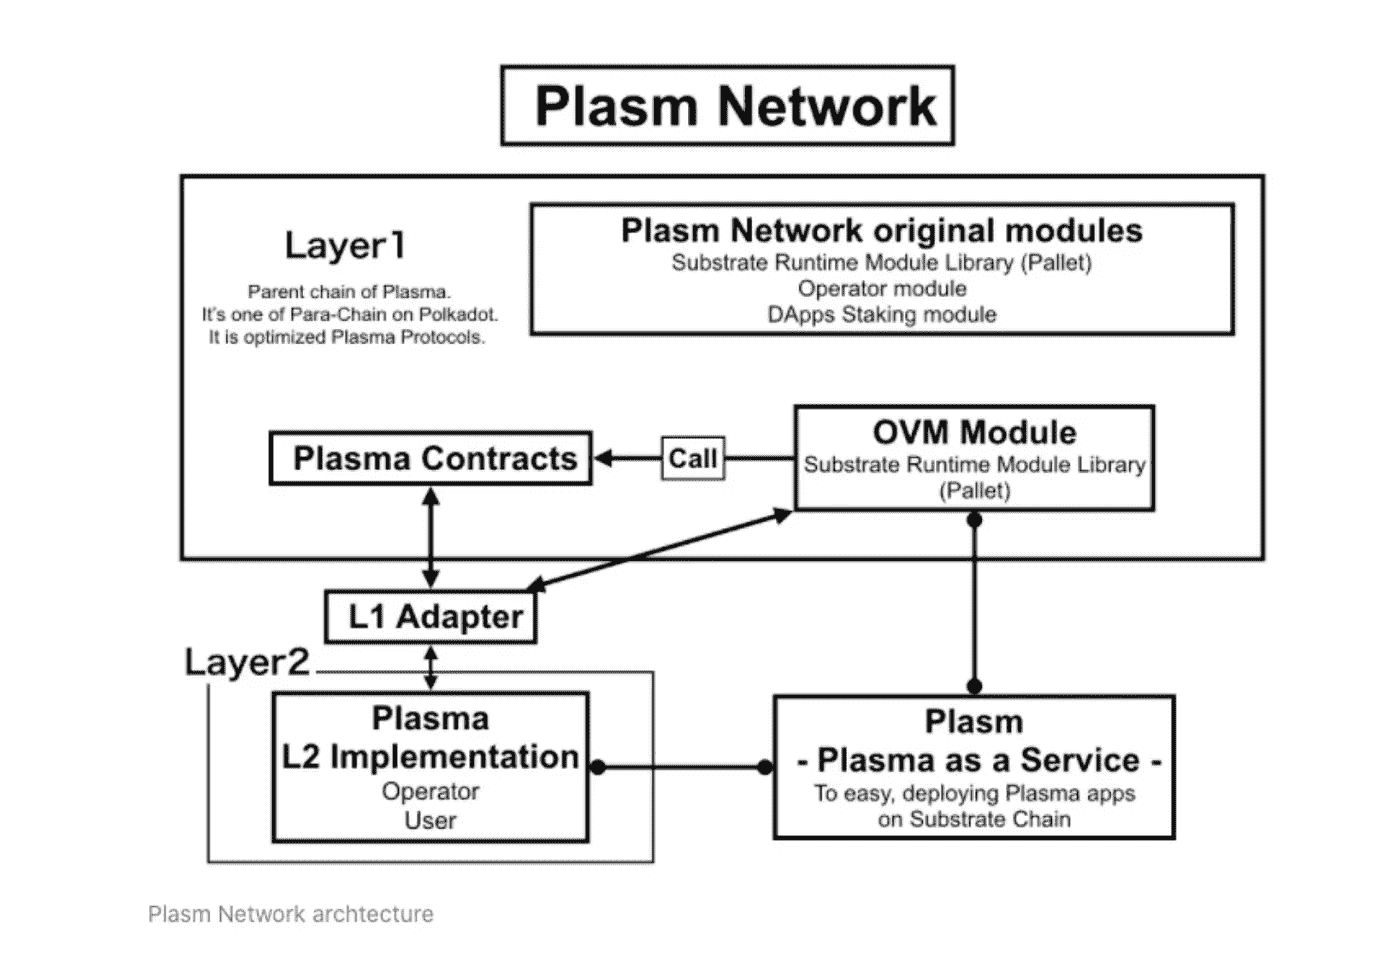 Plasm Network
Layer1
Parent chain of Plasma.
It's one of Para-Chain on Polkadot.
It is optimized Plasma Protocols.
Plasm Network original modules
Substrate Runtime Module Library (Pallet)
Operator module
DApps Staking module
Plasma Contracts
Call
OVM Module
Substrate Runtime Module Library
(Pallet)
L1 Adapter
Layer2
Plasma
L2 Implementation
Operator
User
Plasm
- Plasma as a Service -
To easy, deploying Plasma apps
on Substrate Chain
Plasm Network archtecture